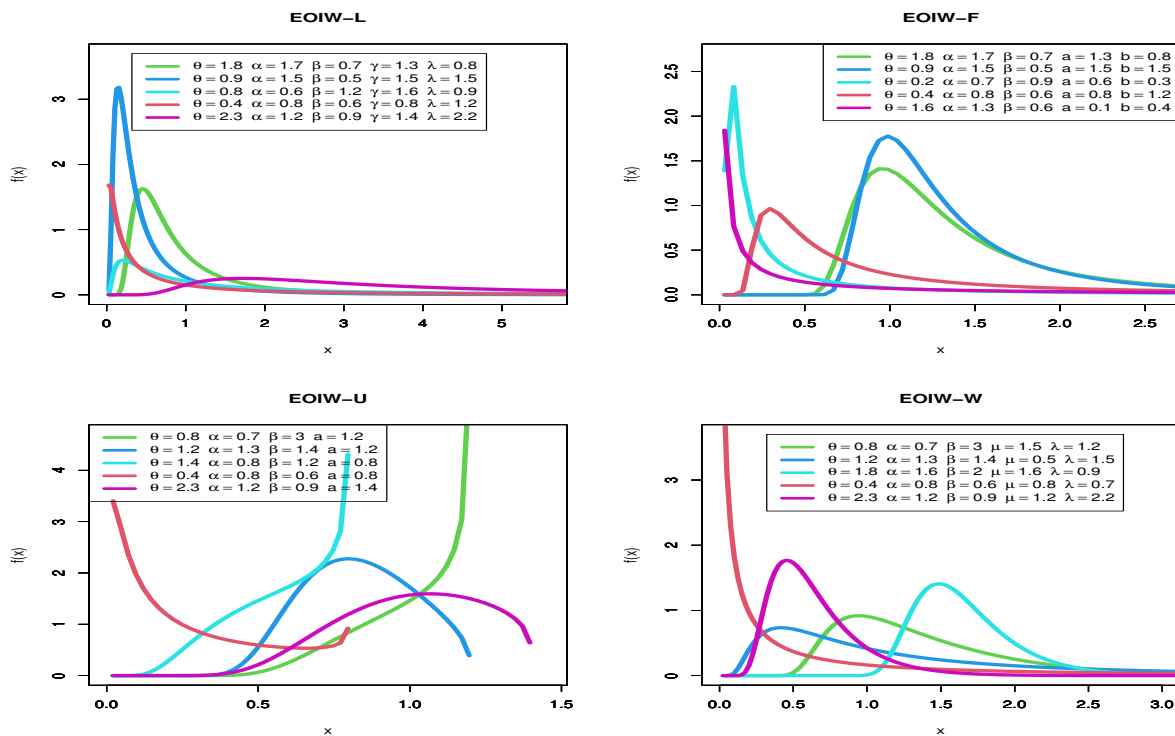 EOIW−L
θ=1.8 α=1.7 β=0.7 γ=1.3 λ=0.8
θ=0.9 α=1.5 β=0.5 γ=1.5 λ=1.5
θ=0.8 α=0.6 β=1.2 γ=1.6 λ=0.9
θ=0.4 α=0.8 β=0.6 γ=0.8 λ=1.2
θ=2.3 α=1.2 β=0.9 γ=1.4 λ=2.2
3
2
1
0
f(x)
0 1 2 3 4 5
x
EOIW−F
θ=1.8 α=1.7 β=0.7 a=1.3 b=0.8
θ=0.9 α=1.5 β=0.5 a=1.5 b=1.5
θ=0.2 α=0.7 β=0.9 a=0.6 b=0.3
θ=0.4 α=0.8 β=0.6 a=0.8 b=1.2
θ=1.6 α=1.3 β=0.6 a=0.1 b=0.4
2.5
2.0
1.5
1.0
0.5
0.0
f(x)
0.0 0.5 1.0 1.5 2.0 2.5
x
EOIW−U
θ=0.8 α=0.7 β=3 a=1.2
θ=1.2 α=1.3 β=1.4 a=1.2
θ=1.4 α=0.8 β=1.2 a=0.8
θ=0.4 α=0.8 β=0.6 a=0.8
θ=2.3 α=1.2 β=0.9 a=1.4
4
3
2
1
0
f(x)
0.0 0.5 1.0 1.5
x
EOIW−W
θ=0.8 α=0.7 β=3 μ=1.5 λ=1.2
θ=1.2 α=1.3 β=1.4 μ=0.5 λ=1.5
θ=1.8 α=1.6 β=2 μ=1.6 λ=0.9
θ=0.4 α=0.8 β=0.6 μ=0.8 λ=0.7
θ=2.3 α=1.2 β=0.9 μ=1.2 λ=2.2
3
2
1
0
f(x)
0.0 0.5 1.0 1.5 2.0 2.5 3.0
x